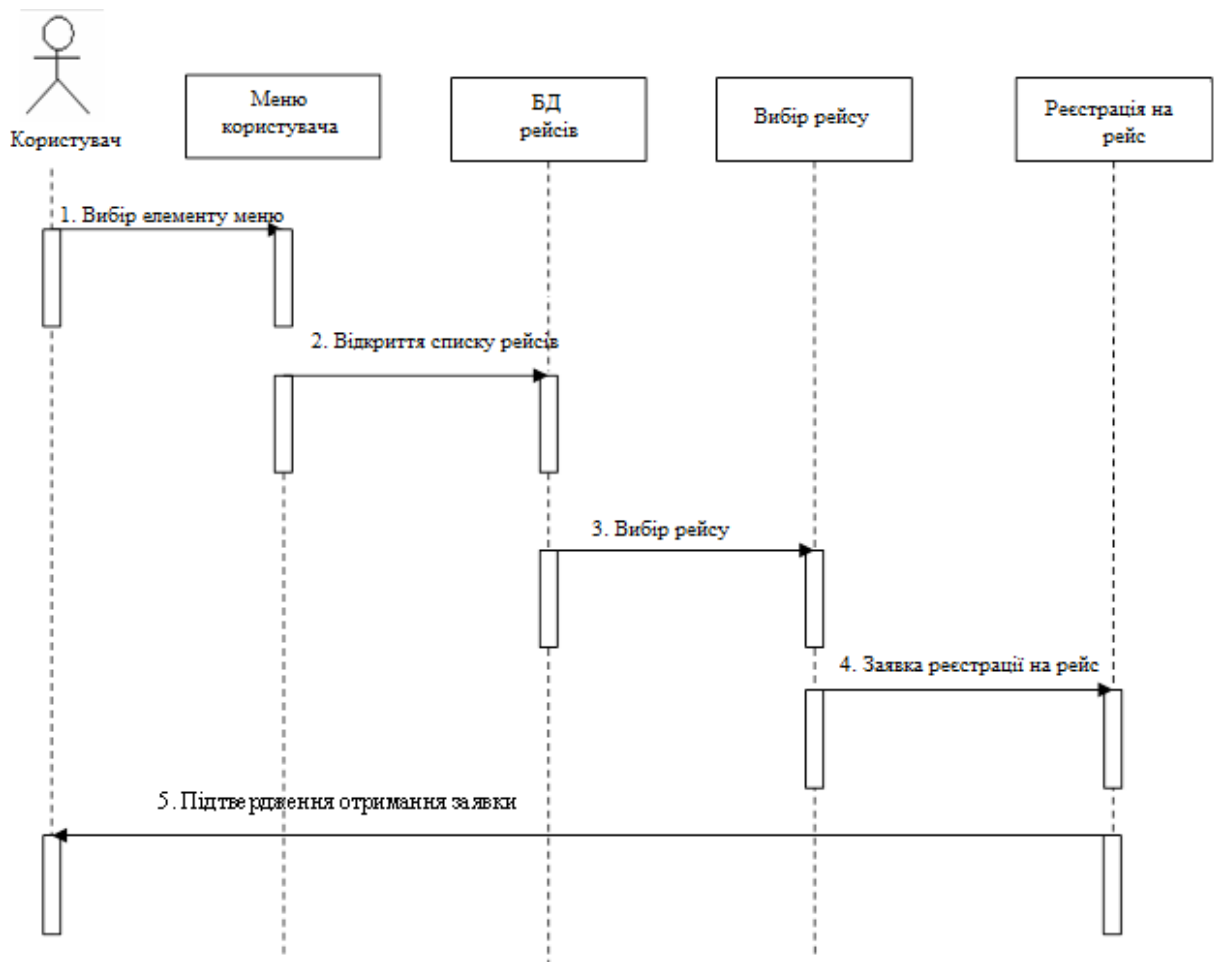 Користувач
Меню
користувача
БД
рейсів
Вибір рейсу
Реєстрація на
рейс
1. Вибір елементу меню
2. Відкриття списку рейсів
3. Вибір рейсу
4. Заявка реєстрації на рейс
5. Підтвердження отримання заявки